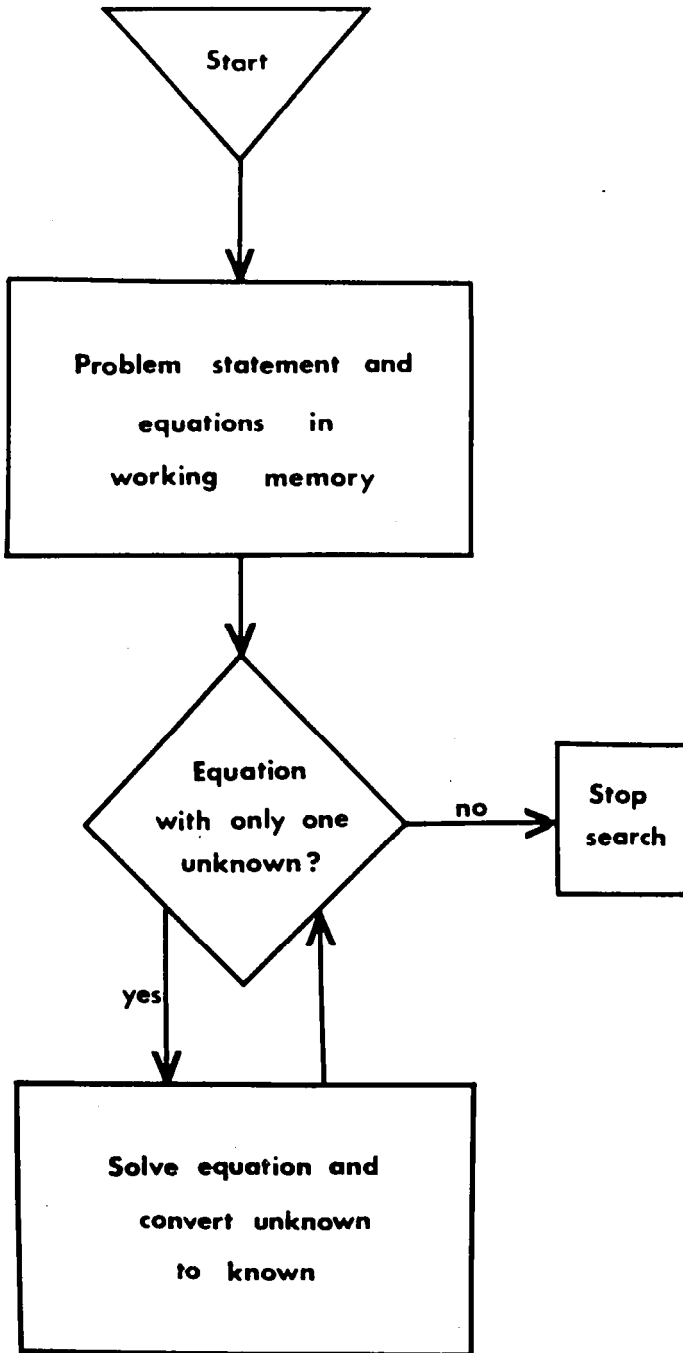 Start
Problem statement and
equations in
working memory
Equation
with only one
unknown?
no
Stop
search
yes
Solve equation and
convert unknown
to known